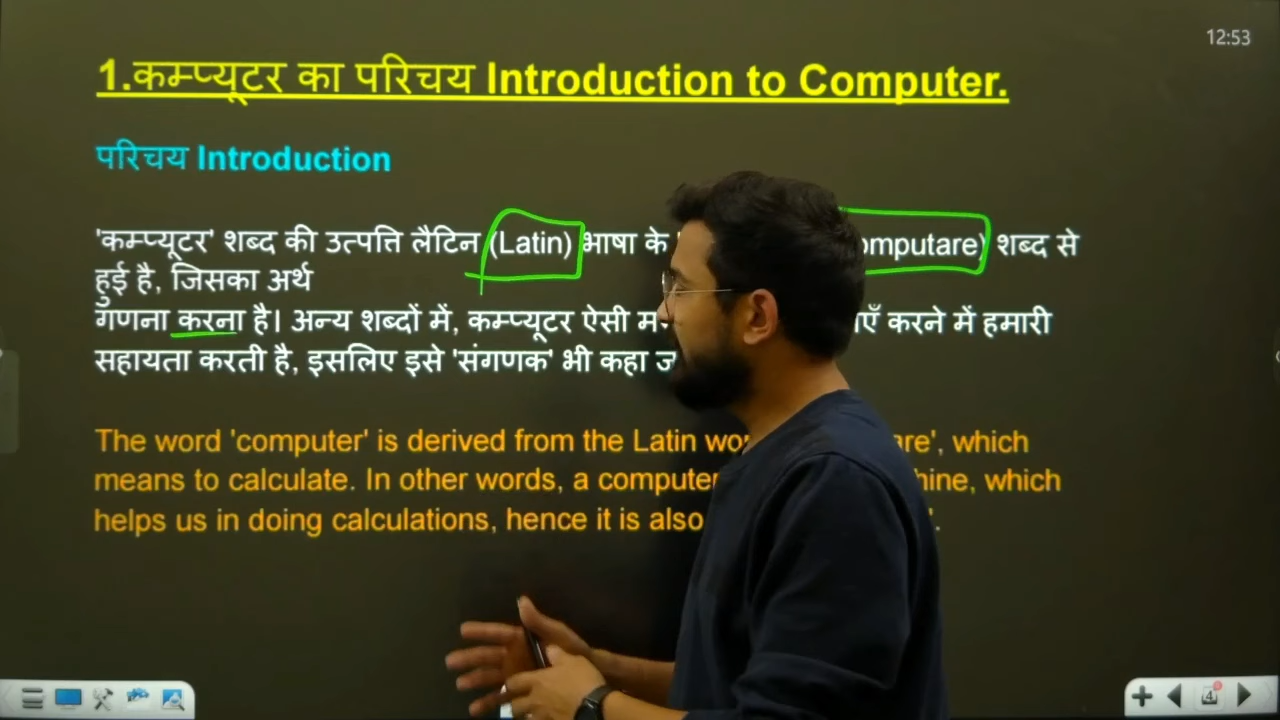 12:53
1.कम्प्यूटर का परिचय Introduction to Computer.
परिचय Introduction
'कम्प्यूटर' शब्द की उत्पत्ति लैटिन (Latin) भाषा के omputare) शब्द से
हुई है, जिसका अर्थ
गणना करना है। अन्य शब्दों में, कम्प्यूटर ऐसी करने में हमारी
सहायता करती है, इसलिए इसे 'संगणक' भी कहा
The word 'computer' is derived from the Latin are', which
means to calculate. In other words, a computer hine, which
helps us in doing calculations, hence it is also
4